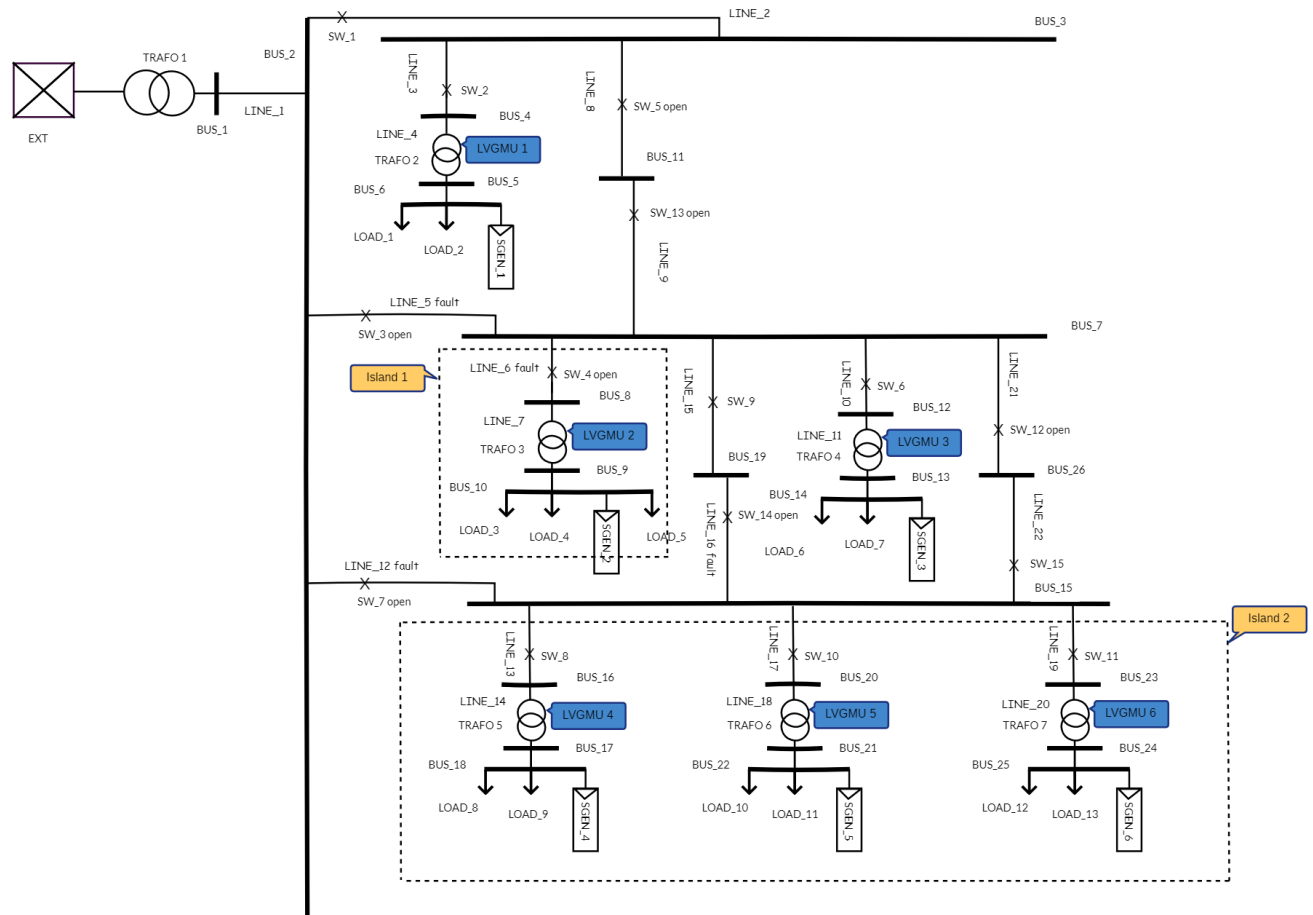 LINE_2
SW_1
BUS_3
BUS_2
TRAFO 1
LINE_1
BUS_1
EXT
LINE_3
SW_2
BUS_4
LINE_4
LVGMU 1
TRAFO 2
BUS_5
BUS_6
LOAD_1
LOAD_2
SGEN_1
LINE_8
SW_5 open
BUS_11
SW_13 open
LINE_9
LINE_5 fault
SW_3 open
BUS_7
Island 1
LINE_6 fault
SW_4 open
BUS_8
LINE_7
LVGMU 2
TRAFO 3
BUS_9
BUS_10
LOAD_3
LOAD_4
SGEN_2
LOAD_5
LINE_15
SW_9
BUS_19
SW_14 open
LINE_16 fault
LINE_10
SW_6
BUS_12
LINE_11
LVGMU 3
TRAFO 4
BUS_13
BUS_14
LOAD_6
LOAD_7
SGEN_3
LINE_21
SW_12 open
BUS_26
LINE_22
SW_15
BUS_15
LINE_12 fault
SW_7 open
Island 2
LINE_13
SW_8
BUS_16
LINE_14
LVGMU 4
TRAFO 5
BUS_17
BUS_18
LOAD_8
LOAD_9
SGEN_4
LINE_17
SW_10
BUS_20
LINE_18
LVGMU 5
TRAFO 6
BUS_21
BUS_22
LOAD_10
LOAD_11
SGEN_5
LINE_19
SW_11
BUS_23
LINE_20
LVGMU 6
TRAFO 7
BUS_24
BUS_25
LOAD_12
LOAD_13
SGEN_6